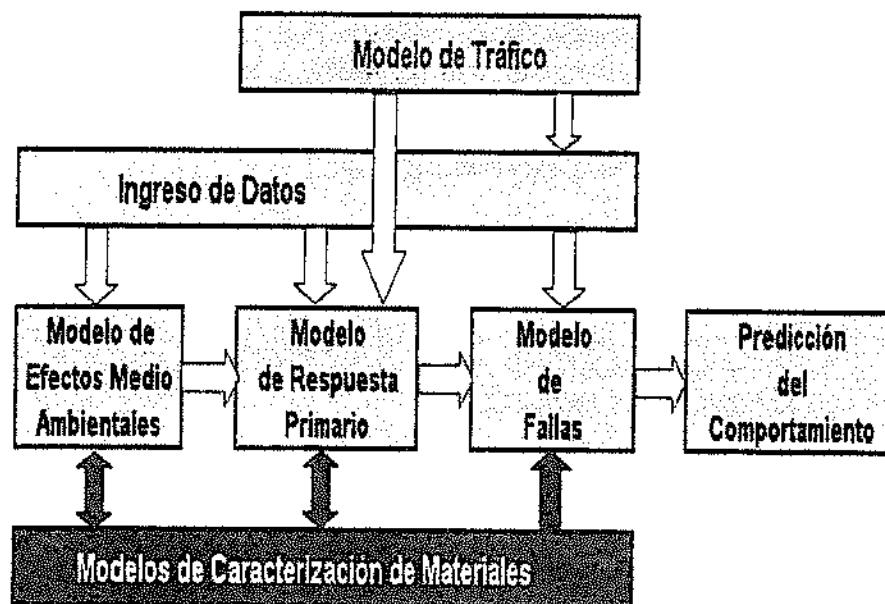 Modelo de Tráfico
Ingreso de Datos
Modelo de
Efectos Medio
Ambientales
Modelo
de Respuesta
Primario
Modelo
de
Fallas
Predicción
del
Comportamiento
Modelos de Caracterización de Materiales